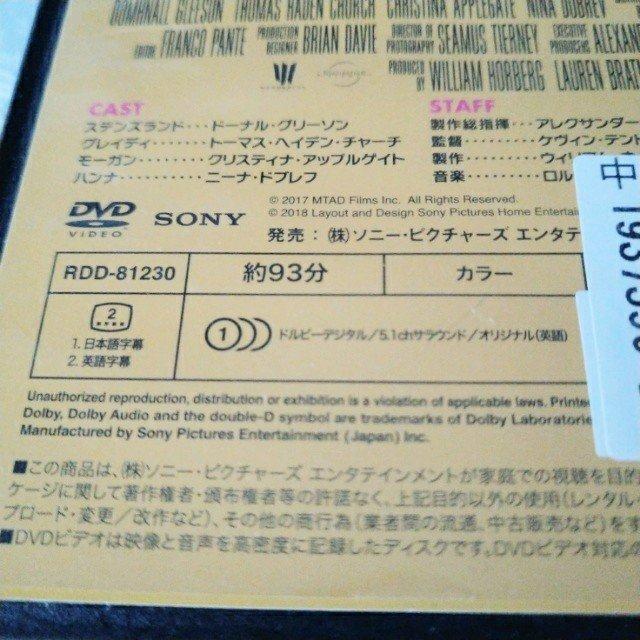 DOMHNALL GLEESON THOMAS HADEN CHURCH CHRISTINA APPLEGATE NINA DOBREV
EDITOR FRANCO PANTE PRODUCTION DESIGNER BRIAN DAVIE DIRECTOR OF PHOTOGRAPHY SEAMUS TIERNEY EXECUTIVE PRODUCERS
PRODUCED BY WILLIAM HORBERG LAUREN
CAST
ステンスランド・・・ドーナル・グリーソン
グレイディ・・・トーマス・ヘイデン・チャーチ
モーガン・・・・クリスティナ・アップルゲイト
ハンナ・・・・・ニーナ・ドブレフ
STAFF
製作総指揮・・・アレクサンダー
監督・・・・・・ケヴィン・テント
製作・・・・・・
音楽・・・・・・
DVD
VIDEO
SONY
© 2017 MTAD Films Inc. All Rights Reserved.
© 2018 Layout and Design Sony Pictures Home
発売：(株)ソニー・ピクチャーズ エンタテ
RDD-81230
約93分
カラー
2
1. 日本語字幕
2. 英語字幕
1
ドルビーデジタル/5.1chサラウンド/オリジナル(英語)
Unauthorized reproduction, distribution or exhibition is a violation of applicable laws.
Dolby, Dolby Audio and the double-D symbol are trademarks of Dolby
Manufactured by Sony Pictures Entertainment (Japan) Inc.
■この商品は、(株)ソニー・ピクチャーズ エンタテインメントが家庭での視聴を目的
ケージに関して著作権者・頒布権者等の許諾なく、上記目的以外の使用(レンタル・
ブロード・変更/改作など)、その他の商行為(業者間の流通、中古販売など)を
■DVDビデオは映像と音声を高密度に記録したディスクです。DVDビデオ対応の
中